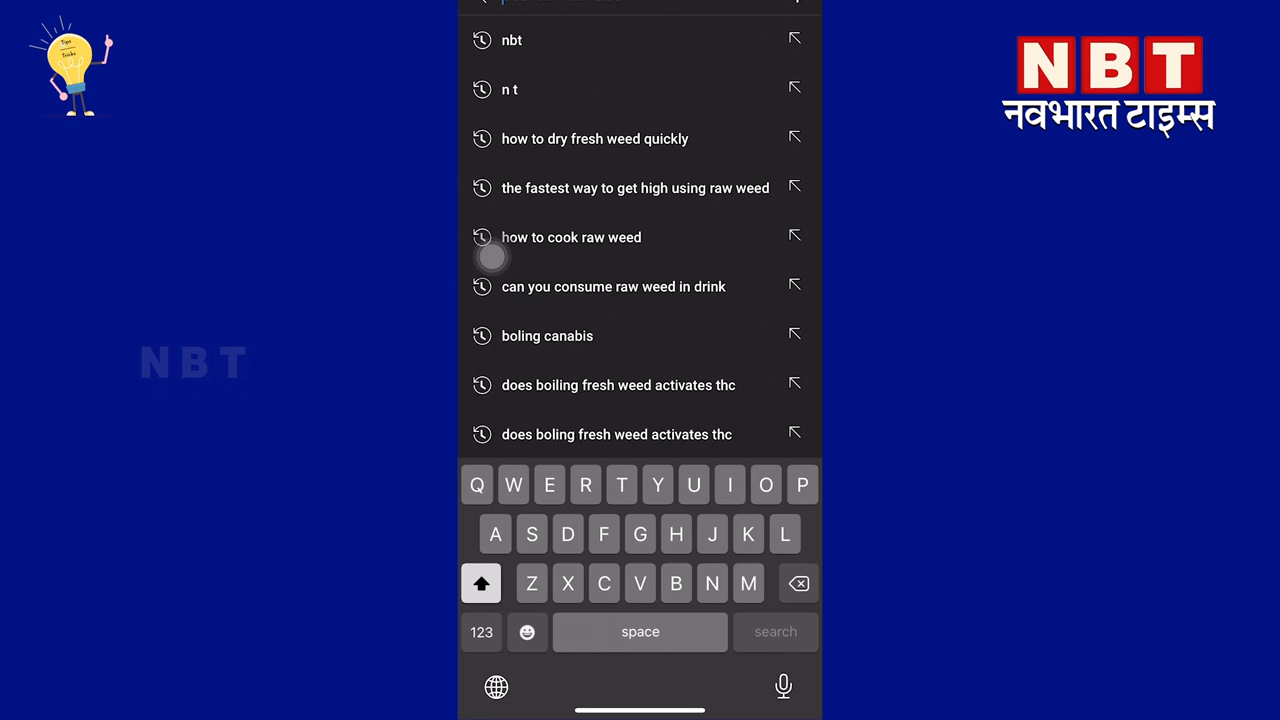 Tips
Tricks
NBT
नवभारत टाइम्स
NBT
nbt
n t
how to dry fresh weed quickly
the fastest way to get high using raw weed
how to cook raw weed
can you consume raw weed in drink
boling canabis
does boiling fresh weed activates thc
does boling fresh weed activates thc
Q W E R T Y U I O P
A S D F G H J K L
Z X C V B N M
123 space search